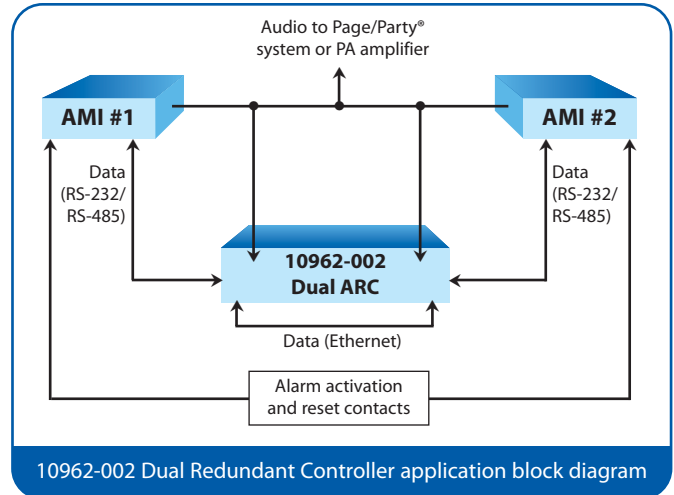 Audio to Page/Party®
system or PA amplifier
AMI #1
AMI #2
Data
(RS-232/
RS-485)
Data
(RS-232/
RS-485)
10962-002
Dual ARC
Data (Ethernet)
Alarm activation
and reset contacts
10962-002 Dual Redundant Controller application block diagram